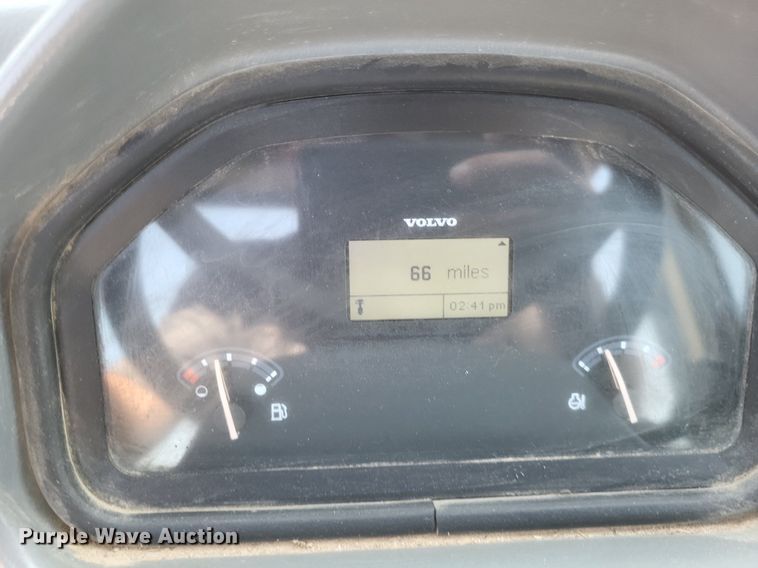 VOLVO
66 miles
02:41 pm
Purple Wave Auction